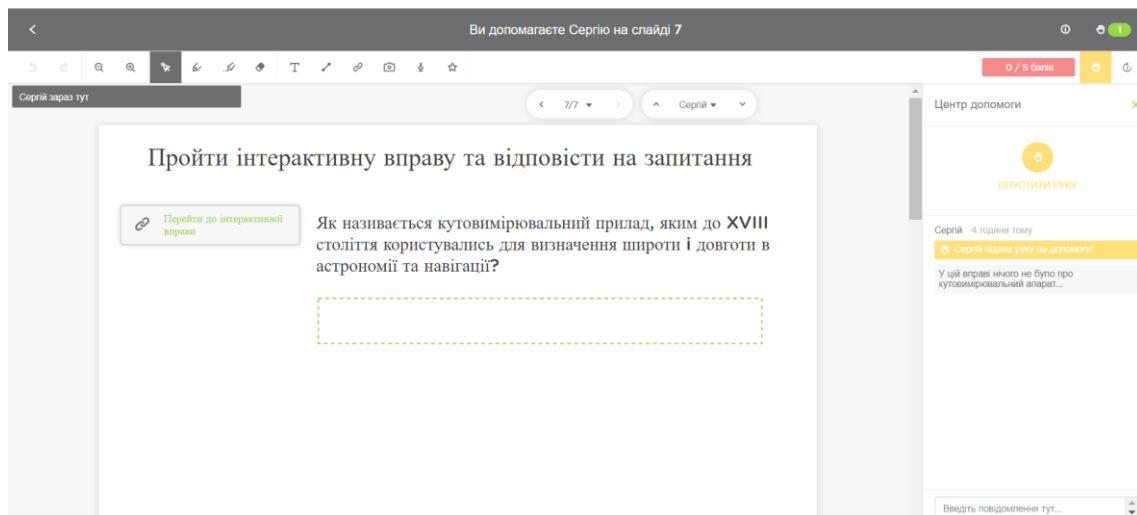 Ви допомагаєте Сергію на слайді 7
1
0 / 5 балів
Сергій зараз тут
7/7
Сергій
Центр допомоги
Пройти інтерактивну вправу та відповісти на запитання
ОПУСТИТИ РУКУ
Перейти до інтерактивної
вправи
Як називається кутовимірювальний прилад, яким до XVIII
століття користувались для визначення широти і довготи в
астрономії та навігації?
Сергій 4 години тому
Сергій підняв руку на допомогу!
У цій вправі нічого не було про
кутовимірювальний апарат...
Введіть повідомлення тут...